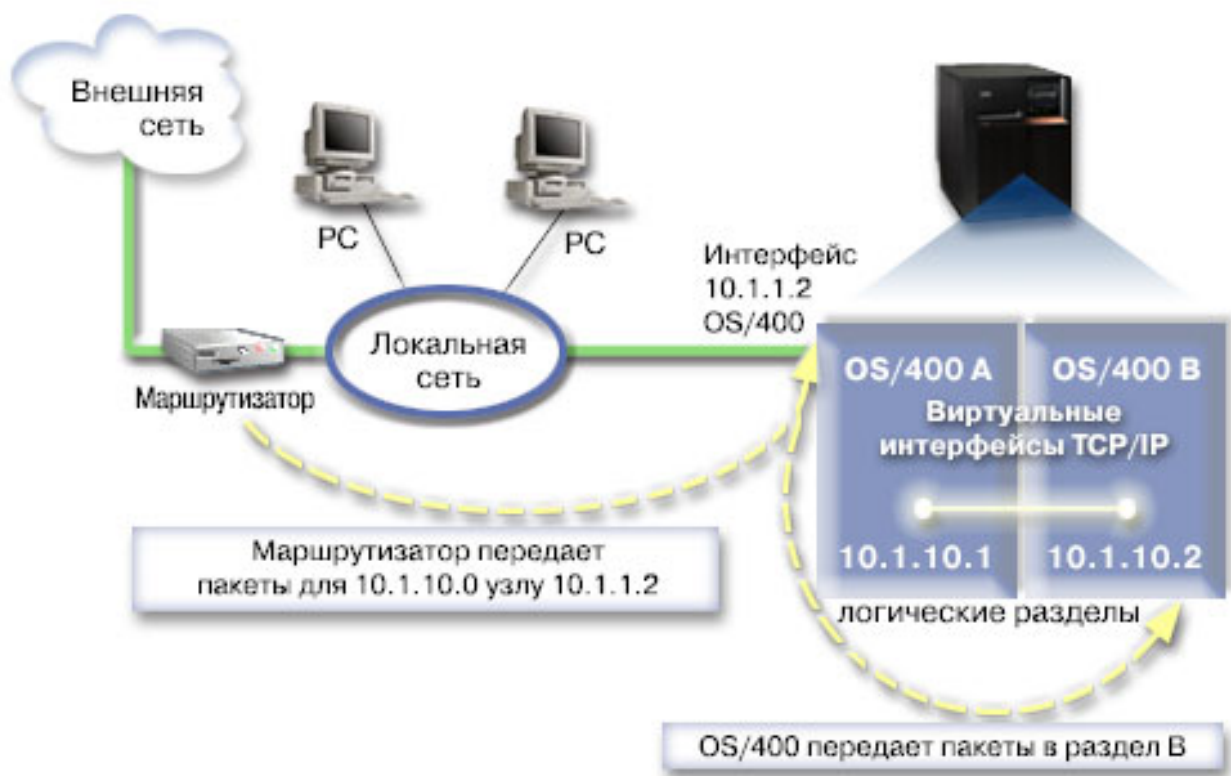 Внешняя
сеть
PC
PC
Интерфейс
10.1.1.2
OS/400
Локальная
сеть
Маршрутизатор
OS/400 A
OS/400 B
Виртуальные
интерфейсы TCP/IP
10.1.10.1
10.1.10.2
логические разделы
Маршрутизатор передает
пакеты для 10.1.10.0 узлу 10.1.1.2
OS/400 передает пакеты в раздел B